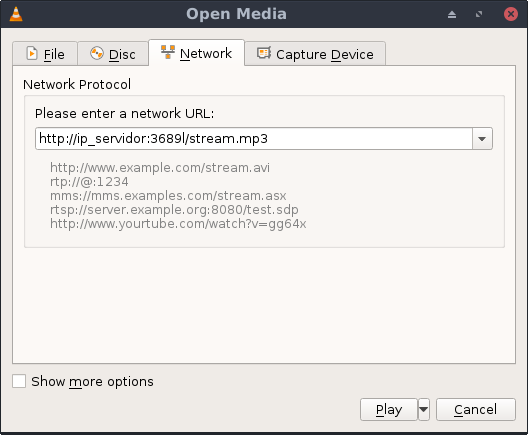 Open Media
File Disc Network Capture Device
Network Protocol
Please enter a network URL:
http://ip_servidor:3689l/stream.mp3
http://www.example.com/stream.avi
rtp://@:1234
mms://mms.examples.com/stream.asx
rtsp://server.example.org:8080/test.sdp
http://www.yourtube.com/watch?v=gg64x
Show more options
Play Cancel